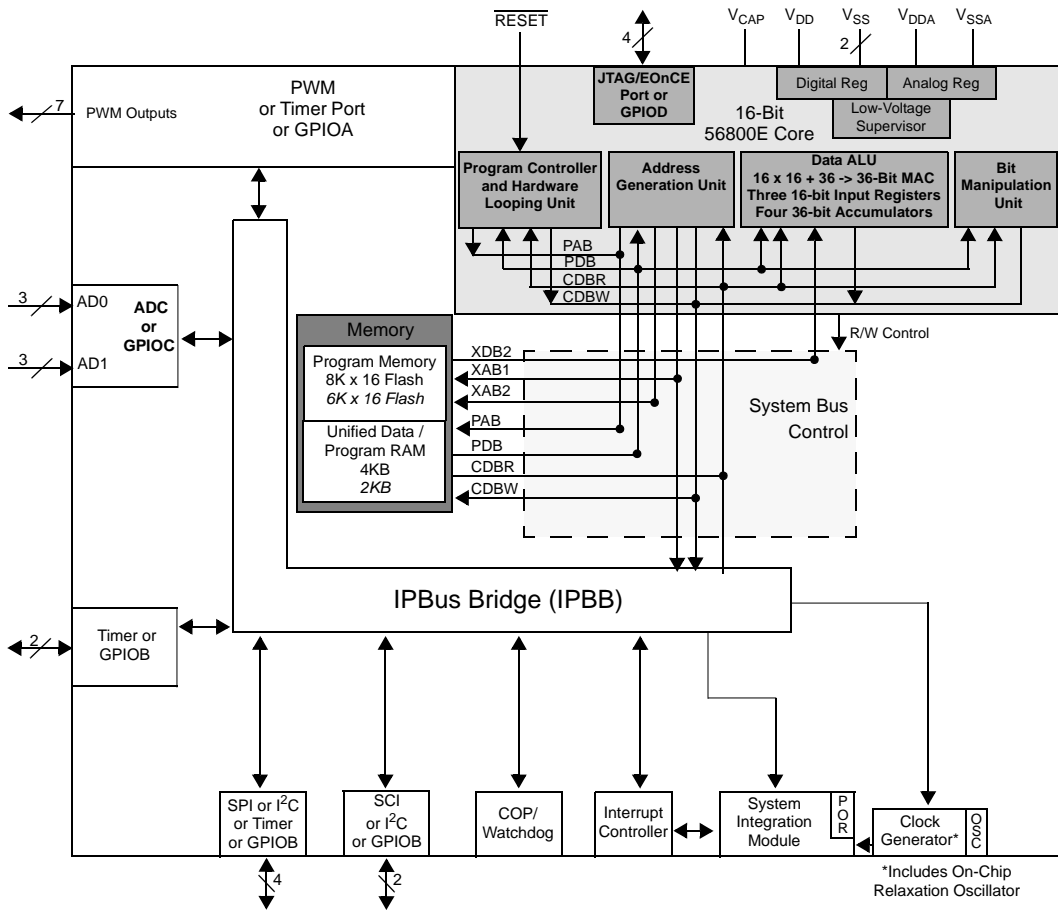 RESET
4
VCAP
VDD
VSS
VDDA
VSSA
2
7
PWM Outputs
PWM
or Timer Port
or GPIOA
JTAG/EOnCE
Port or
GPIOD
16-Bit
56800E Core
Digital Reg
Analog Reg
Low-Voltage
Supervisor
Program Controller
and Hardware
Looping Unit
Address
Generation Unit
Data ALU
16 x 16 + 36 -> 36-Bit MAC
Three 16-bit Input Registers
Four 36-bit Accumulators
Bit
Manipulation
Unit
PAB
PDB
CDBR
CDBW
3
AD0
3
AD1
ADC
or
GPIOC
Memory
Program Memory
8K x 16 Flash
6K x 16 Flash
Unified Data /
Program RAM
4KB
2KB
R/W Control
XDB2
XAB1
XAB2
PAB
PDB
CDBR
CDBW
System Bus
Control
IPBus Bridge (IPBB)
2
Timer or
GPIOB
SPI or I2C
or Timer
or GPIOB
4
SCI
or I2C
or GPIOB
2
COP/
Watchdog
Interrupt
Controller
System
Integration
Module
POR
Clock
Generator*
OSC
*Includes On-Chip
Relaxation Oscillator